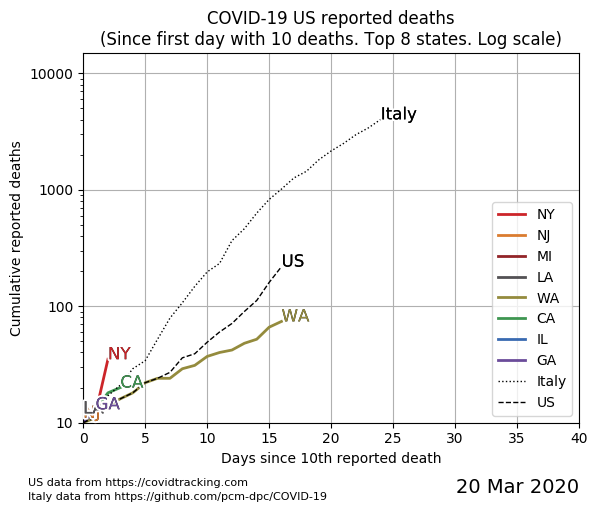 COVID-19 US reported deaths
(Since first day with 10 deaths. Top 8 states. Log scale)
Cumulative reported deaths
10000
1000
100
10
Italy
US
WA
NY
CA
GA
NY
NJ
MI
LA
WA
CA
IL
GA
Italy
US
0 5 10 15 20 25 30 35 40
Days since 10th reported death
US data from https://covidtracking.com
Italy data from https://github.com/pcm-dpc/COVID-19
20 Mar 2020